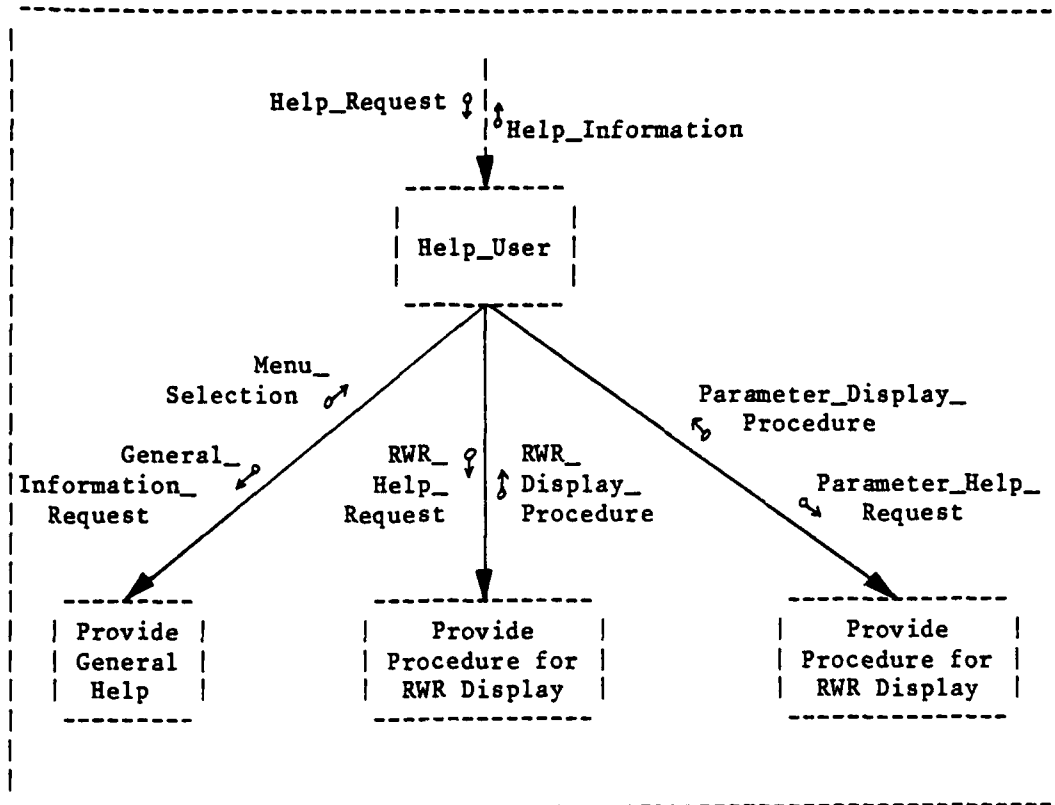 Help_Request
Help_Information
Help_User
Menu_
Selection
General_
Information_
Request
RWR_
Help_
Request
RWR_
Display_
Procedure
Parameter_Display_
Procedure
Parameter_Help_
Request
Provide
General
Help
Provide
Procedure for
RWR Display
Provide
Procedure for
RWR Display